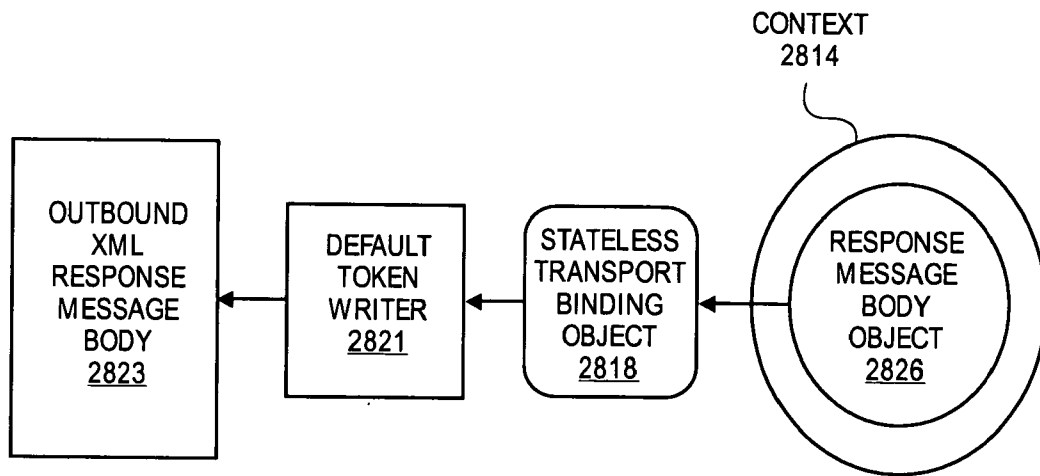 CONTEXT
2814
OUTBOUND
XML
RESPONSE
MESSAGE
BODY
2823
DEFAULT
TOKEN
WRITER
2821
STATELESS
TRANSPORT
BINDING
OBJECT
2818
RESPONSE
MESSAGE
BODY
OBJECT
2826